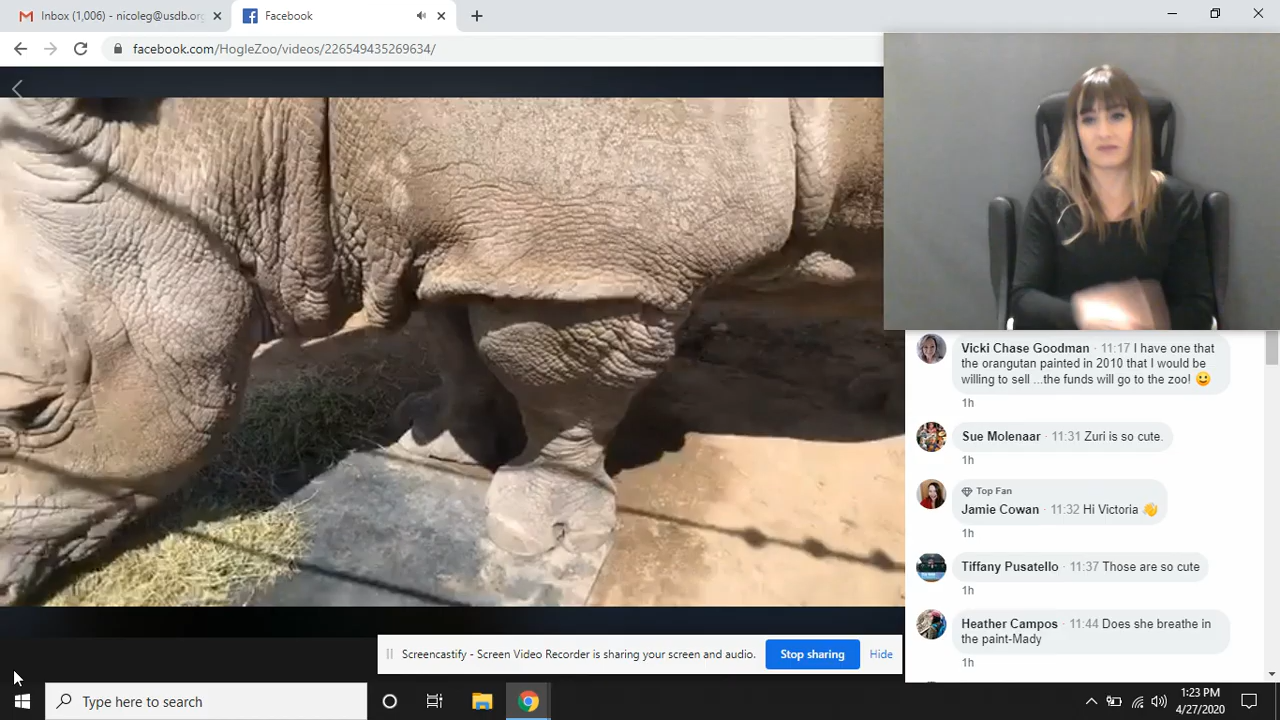 Inbox (1,006) - nicoleg@usdb.org
Facebook
facebook.com/HogleZoo/videos/226549435269634/
Vicki Chase Goodman · 11:17 I have one that
the orangutan painted in 2010 that I would be
willing to sell ...the funds will go to the zoo! 🙂
1h
Sue Molenaar · 11:31 Zuri is so cute.
1h
Top Fan
Jamie Cowan · 11:32 Hi Victoria 👋
1h
Tiffany Pusatello · 11:37 Those are so cute
1h
Heather Campos · 11:44 Does she breathe in
the paint-Mady
1h
Screencastify - Screen Video Recorder is sharing your screen and audio.
Stop sharing
Hide
Type here to search
1:23 PM
4/27/2020